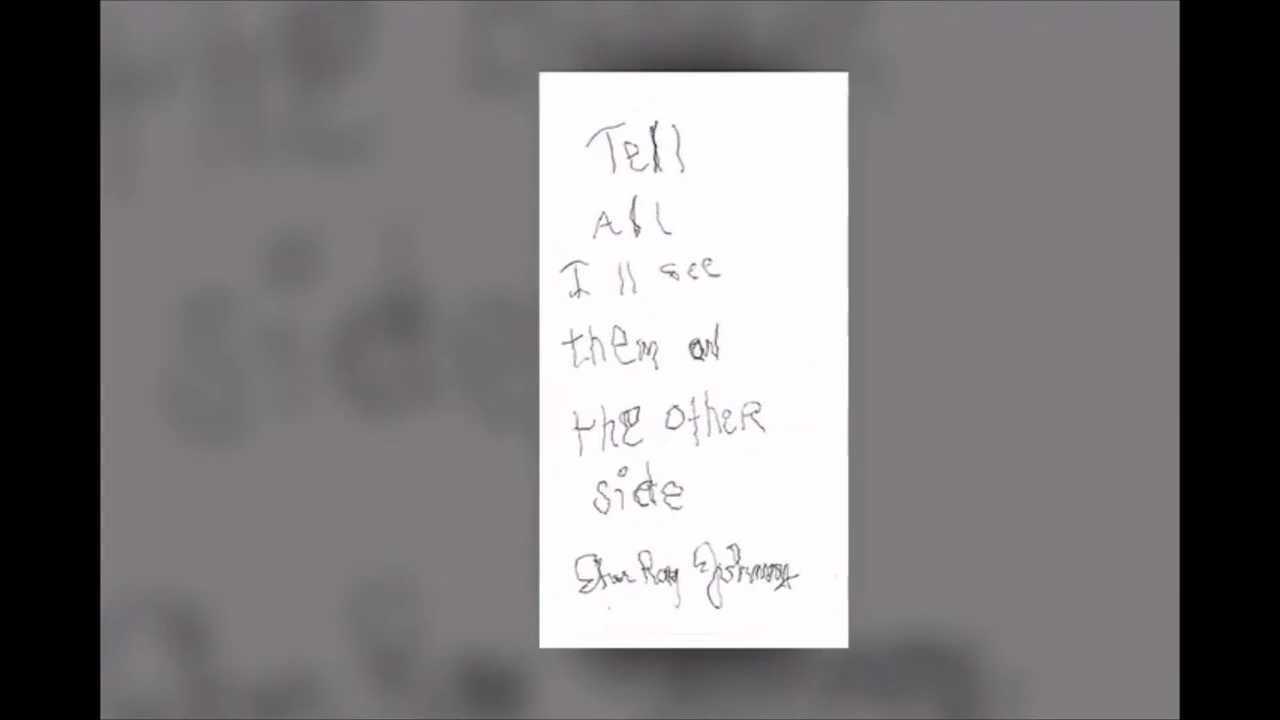 Tell
All
I ll see
them on
the other
side